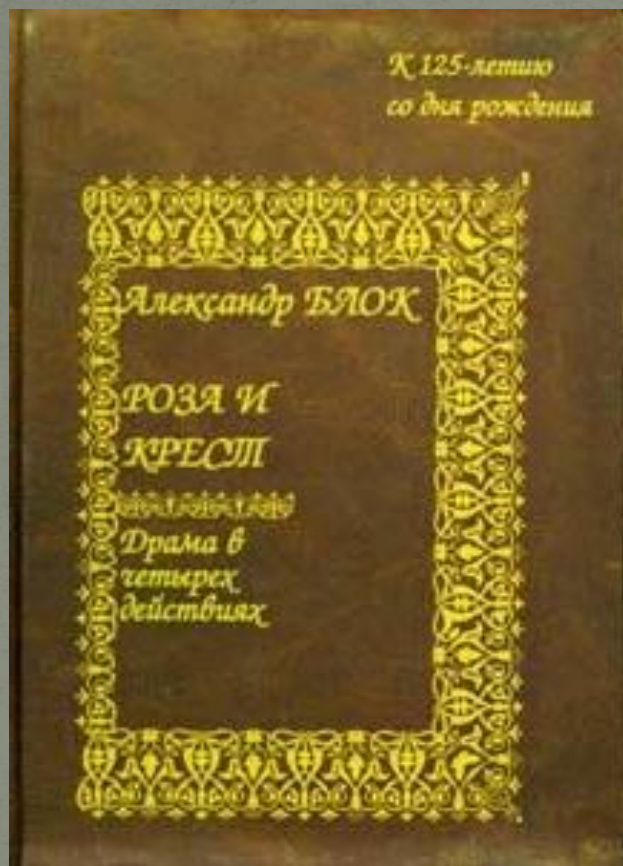 К 125-летию
со дня рождения
Александр БЛОК
РОЗА И
КРЕСТ
Драма в
четырех
действиях